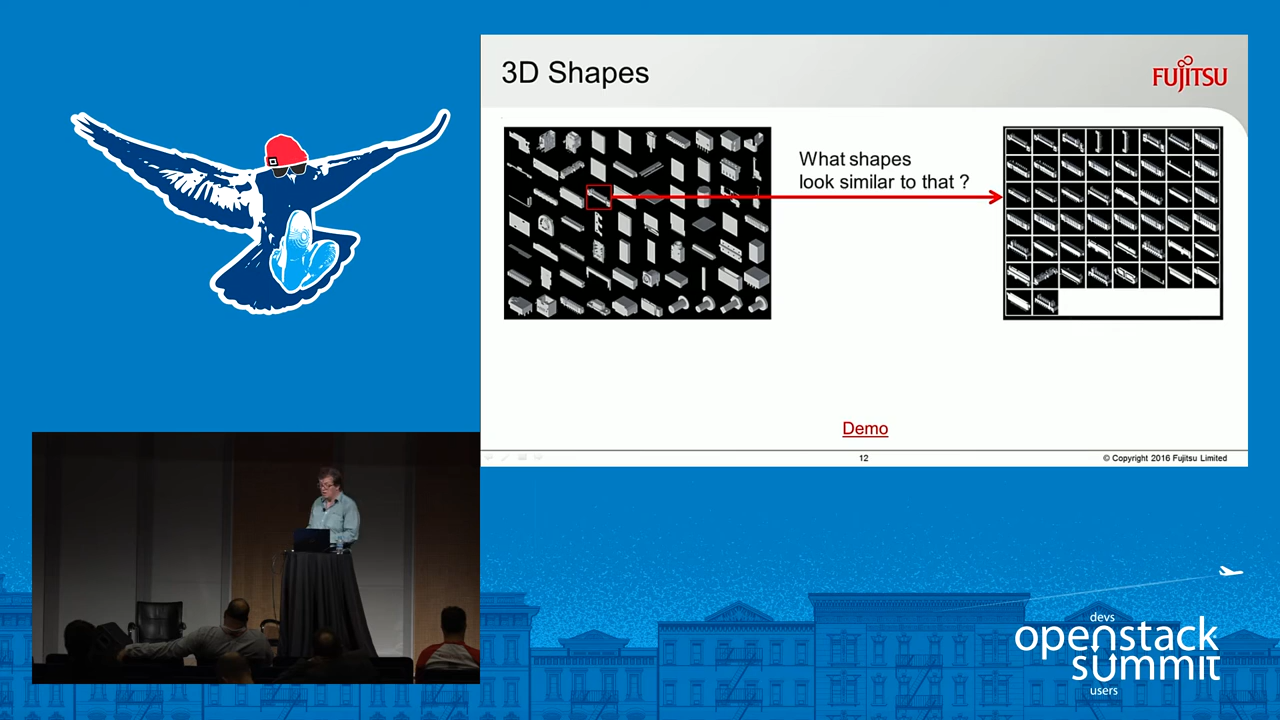 3D Shapes
FUJITSU
What shapes
look similar to that ?
Demo
12
© Copyright 2016 Fujitsu Limited
devs
openstack
summit
users